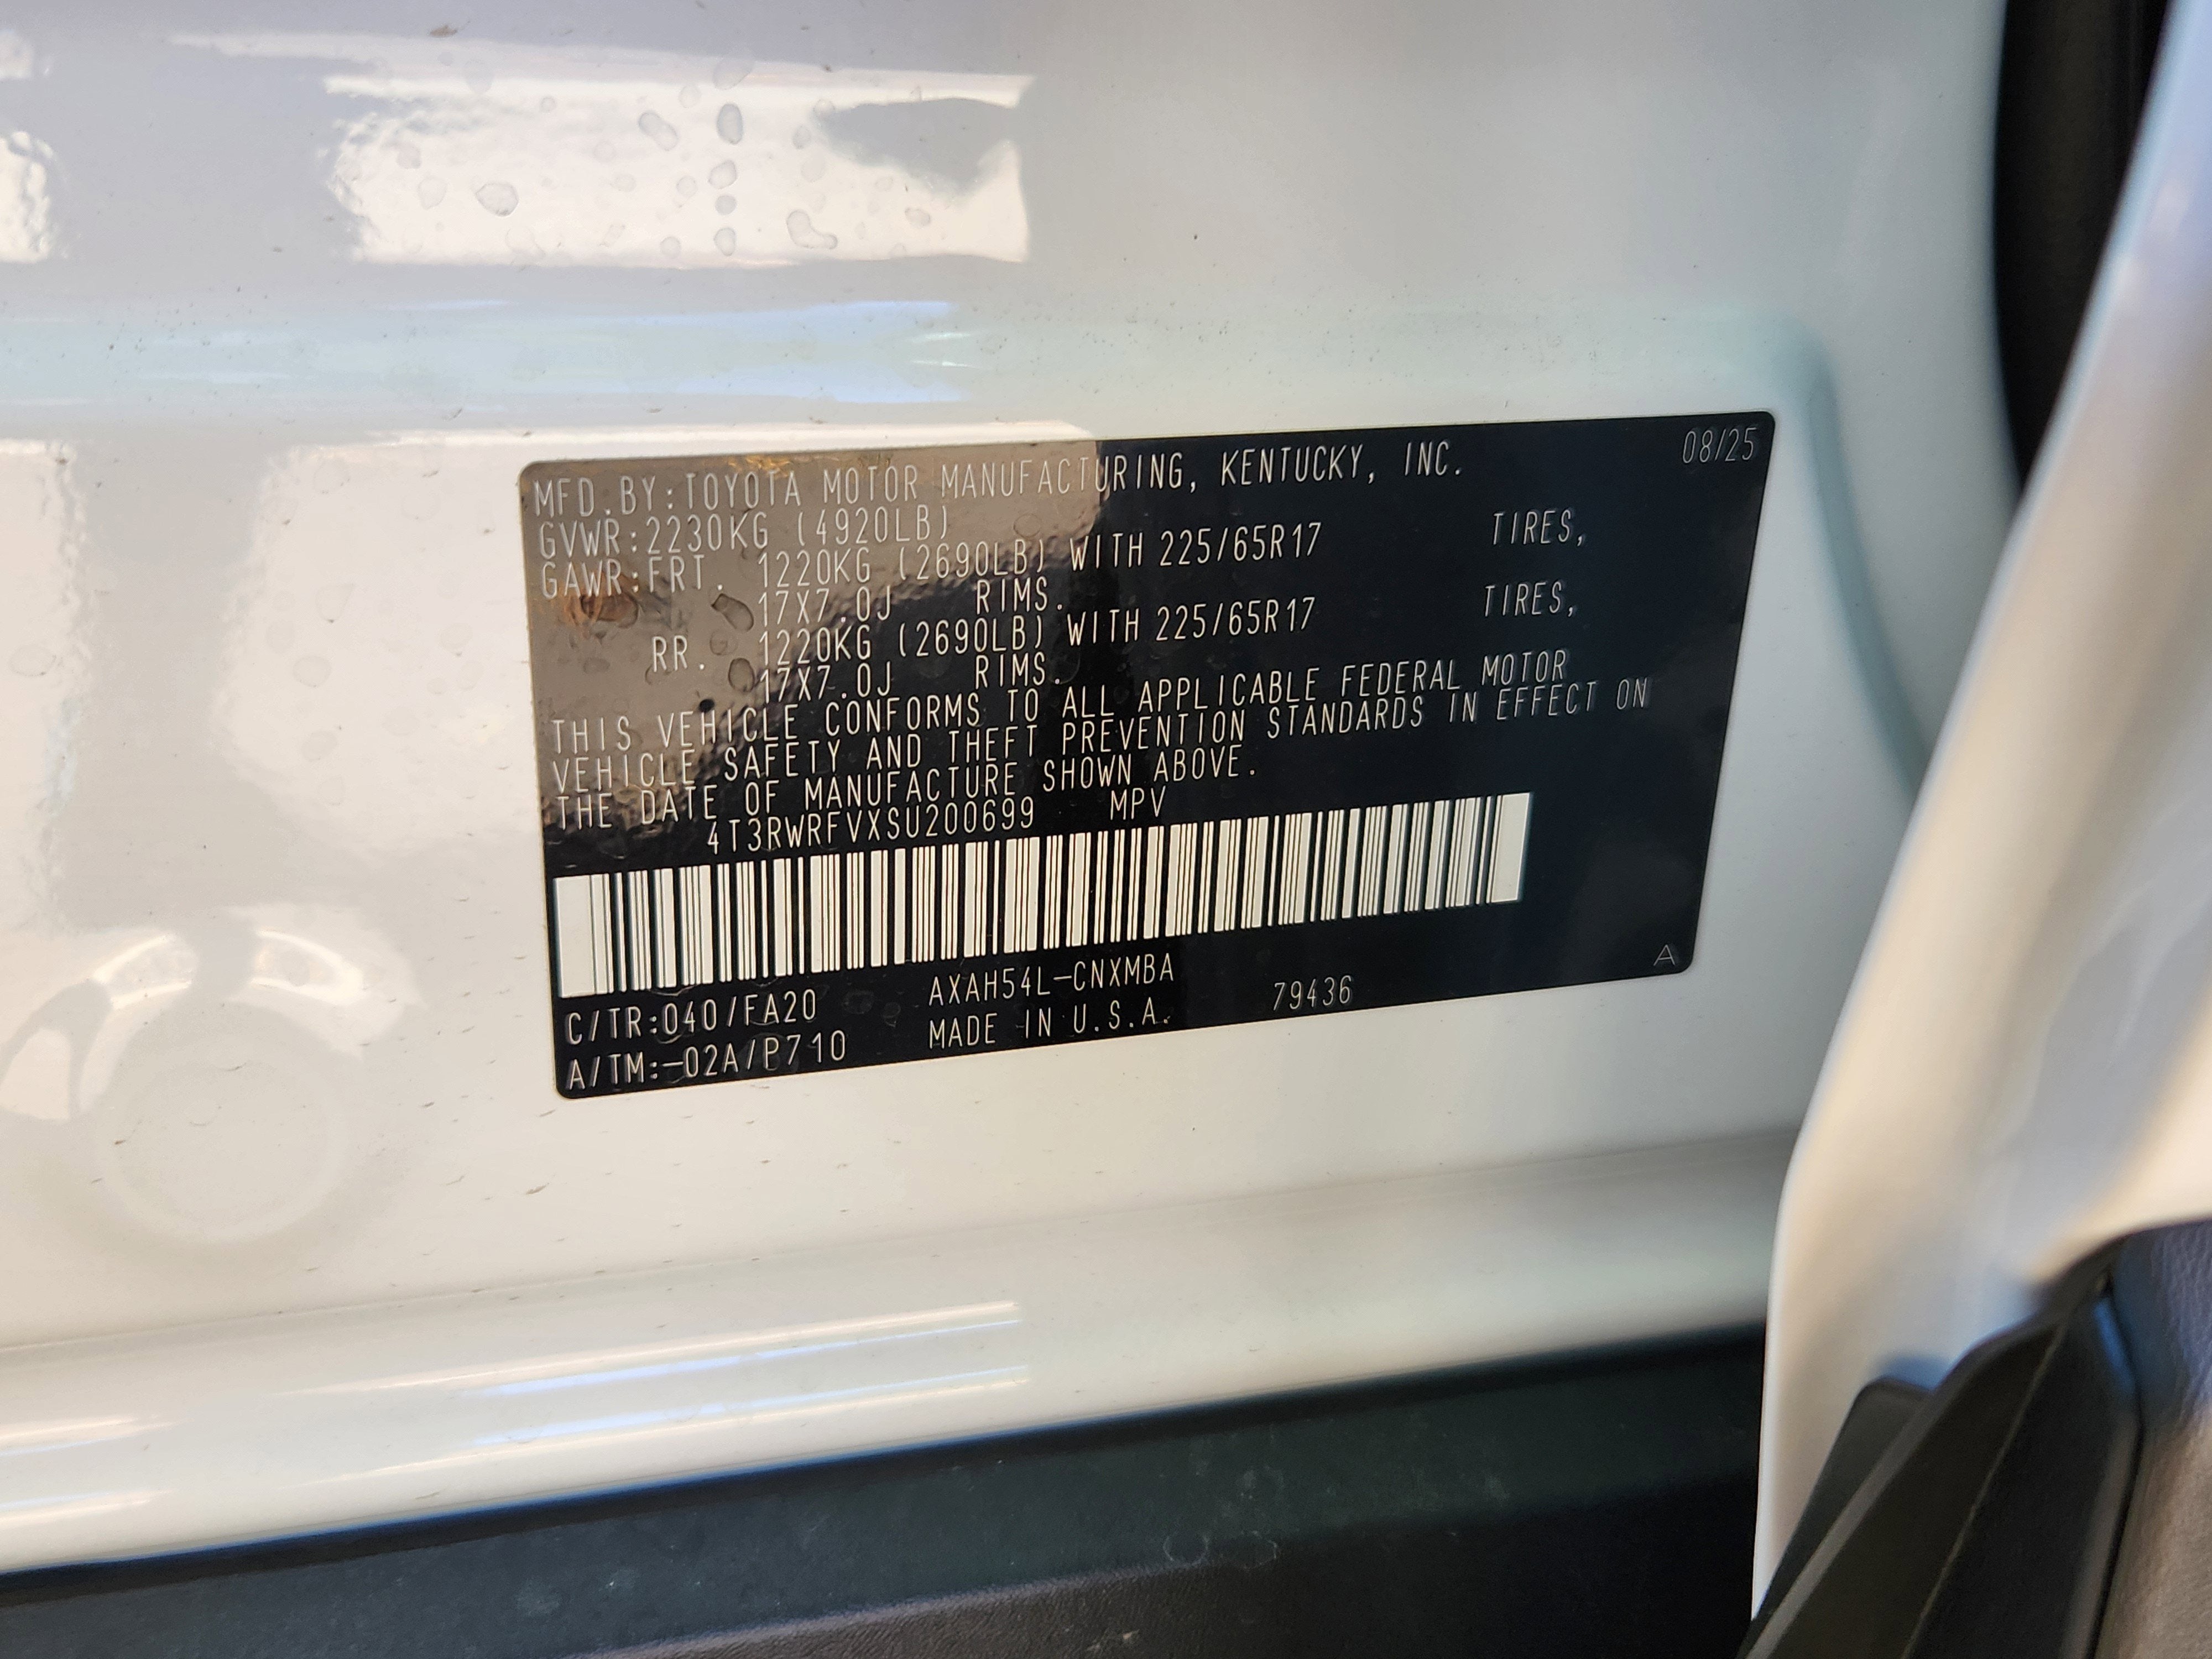 08/25
MFD.BY:TOYOTA MOTOR MANUFACTURING, KENTUCKY, INC.
GVWR:2230KG (4920LB)
GAWR:FRT. 1220KG (2690LB) WITH 225/65R17 TIRES,
17X7.0J RIMS.
RR. 1220KG (2690LB) WITH 225/65R17 TIRES,
17X7.0J RIMS.
THIS VEHICLE CONFORMS TO ALL APPLICABLE FEDERAL MOTOR
VEHICLE SAFETY AND THEFT PREVENTION STANDARDS IN EFFECT ON
THE DATE OF MANUFACTURE SHOWN ABOVE.
4T3RWRFVXSU200699 MPV
A
C/TR:040/FA20 AXAH54L-CNXMBA
A/TM:-02A/P710 MADE IN U.S.A. 79436